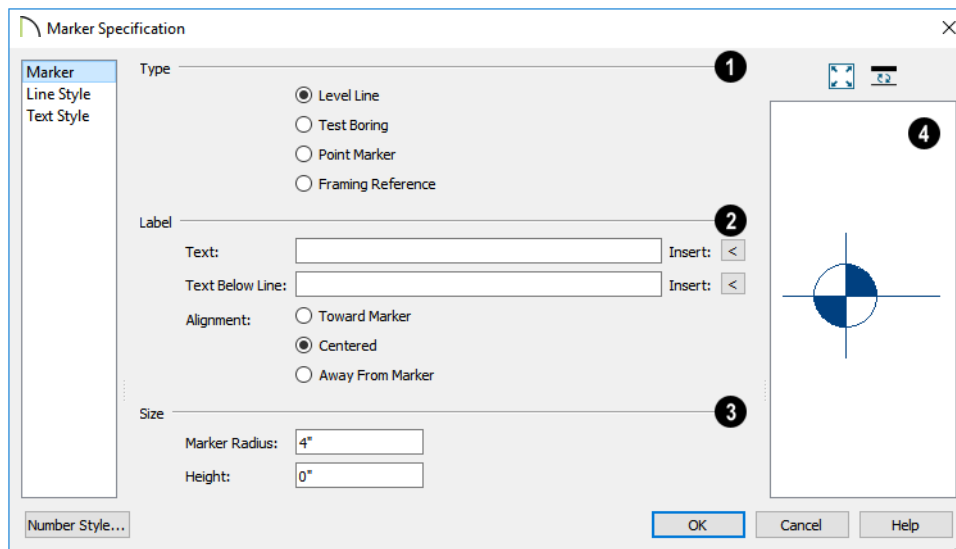 Marker Specification
Marker
Line Style
Text Style
Type
1
Level Line
Test Boring
Point Marker
Framing Reference
Label
2
Text:
Insert: <
Text Below Line:
Insert: <
Alignment:
Toward Marker
Centered
Away From Marker
Size
3
Marker Radius: 4"
Height: 0"
4
Number Style...
OK
Cancel
Help